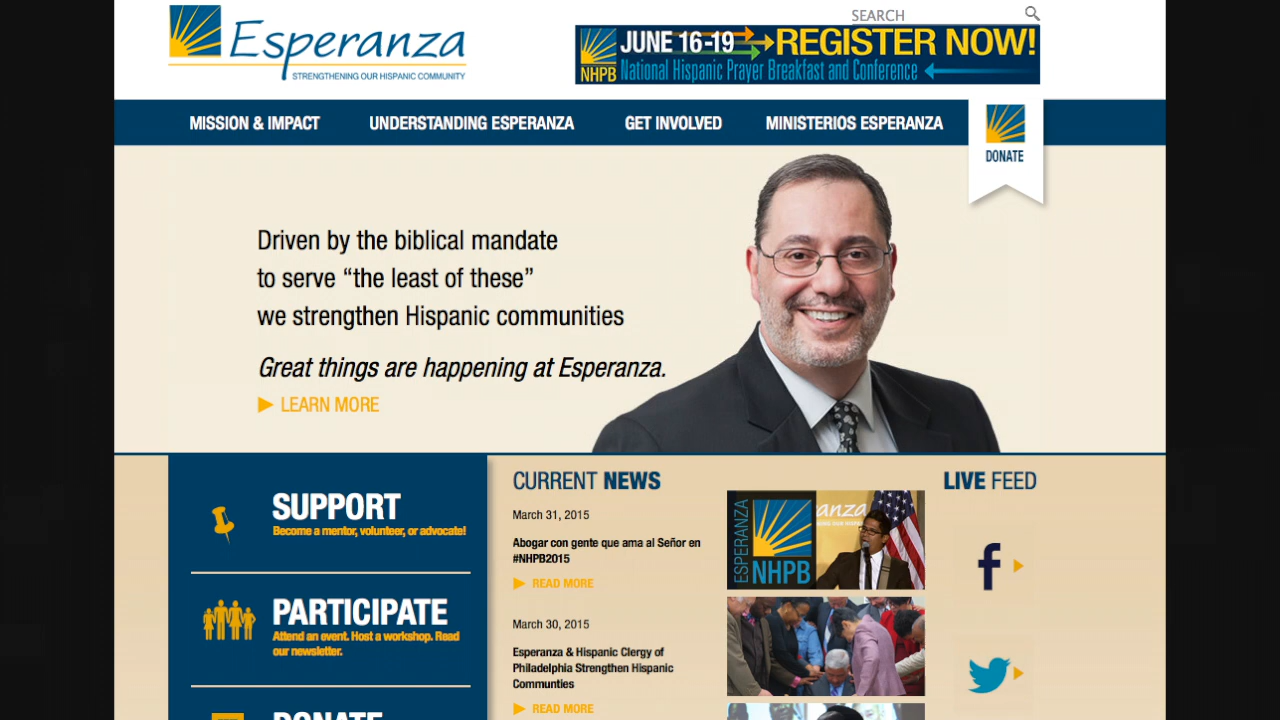 Esperanza
STRENGTHENING OUR HISPANIC COMMUNITY
SEARCH
NHPB
JUNE 16-19
REGISTER NOW!
National Hispanic Prayer Breakfast and Conference
MISSION & IMPACT
UNDERSTANDING ESPERANZA
GET INVOLVED
MINISTERIOS ESPERANZA
DONATE
Driven by the biblical mandate
to serve “the least of these”
we strengthen Hispanic communities
Great things are happening at Esperanza.
LEARN MORE
SUPPORT
Become a mentor, volunteer, or advocate!
PARTICIPATE
Attend an event. Host a workshop. Read
our newsletter.
DONATE
CURRENT NEWS
March 31, 2015
Abogar con gente que ama al Señor en
#NHPB2015
READ MORE
March 30, 2015
Esperanza & Hispanic Clergy of
Philadelphia Strengthen Hispanic
Communties
READ MORE
ESPERANZA
NHPB
anza
LIVE FEED